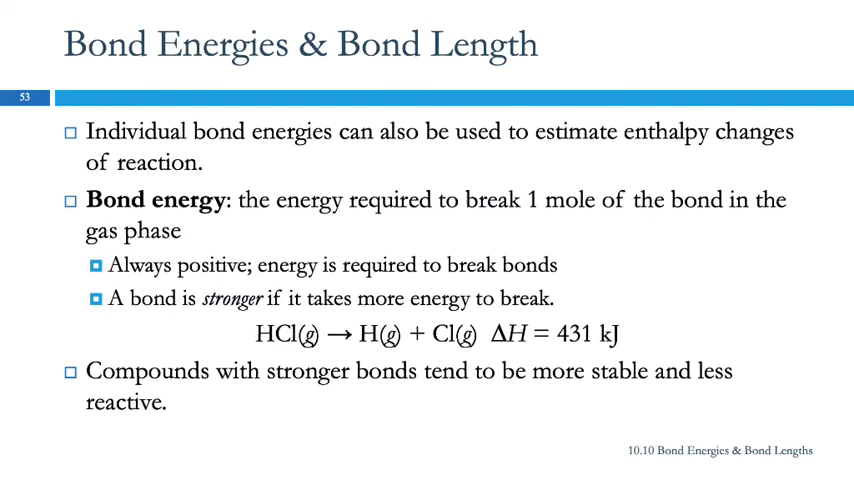 Bond Energies & Bond Length
53
Individual bond energies can also be used to estimate enthalpy changes
of reaction.
Bond energy: the energy required to break 1 mole of the bond in the
gas phase
Always positive; energy is required to break bonds
A bond is stronger if it takes more energy to break.
HCl(g) → H(g) + Cl(g) ΔH = 431 kJ
Compounds with stronger bonds tend to be more stable and less
reactive.
10.10 Bond Energies & Bond Lengths